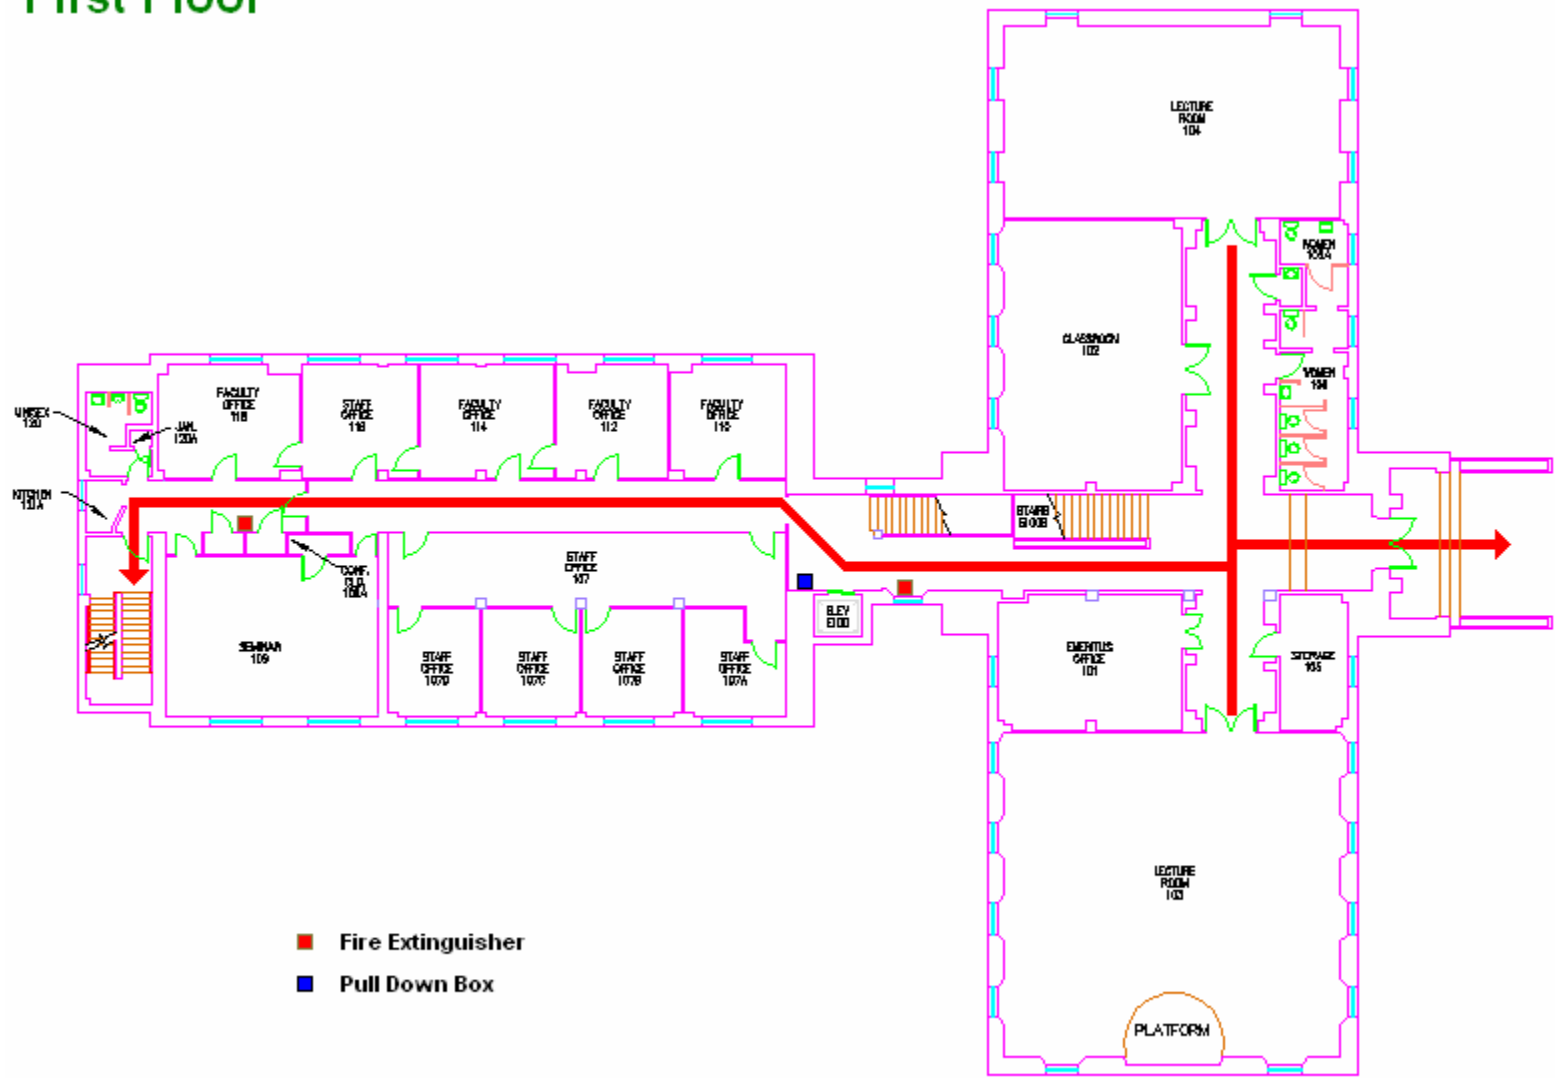 First Floor
LECTURE
ROOM
104
WOMEN
CLASSROOM
102
WOMEN
106
FACULTY
OFFICE
118
STAFF
OFFICE
116
FACULTY
OFFICE
114
FACULTY
OFFICE
112
FACULTY
OFFICE
110
UNISEX
120
JAN.
120A
KITCHEN
STAIRS
S100B
STAFF
OFFICE
107
CONF.
ELEV
E100
SEMINAR
109
STAFF
OFFICE
107D
STAFF
OFFICE
107C
STAFF
OFFICE
107B
STAFF
OFFICE
107A
EMERITUS
OFFICE
101
STORAGE
105
LECTURE
ROOM
103
PLATFORM
Fire Extinguisher
Pull Down Box